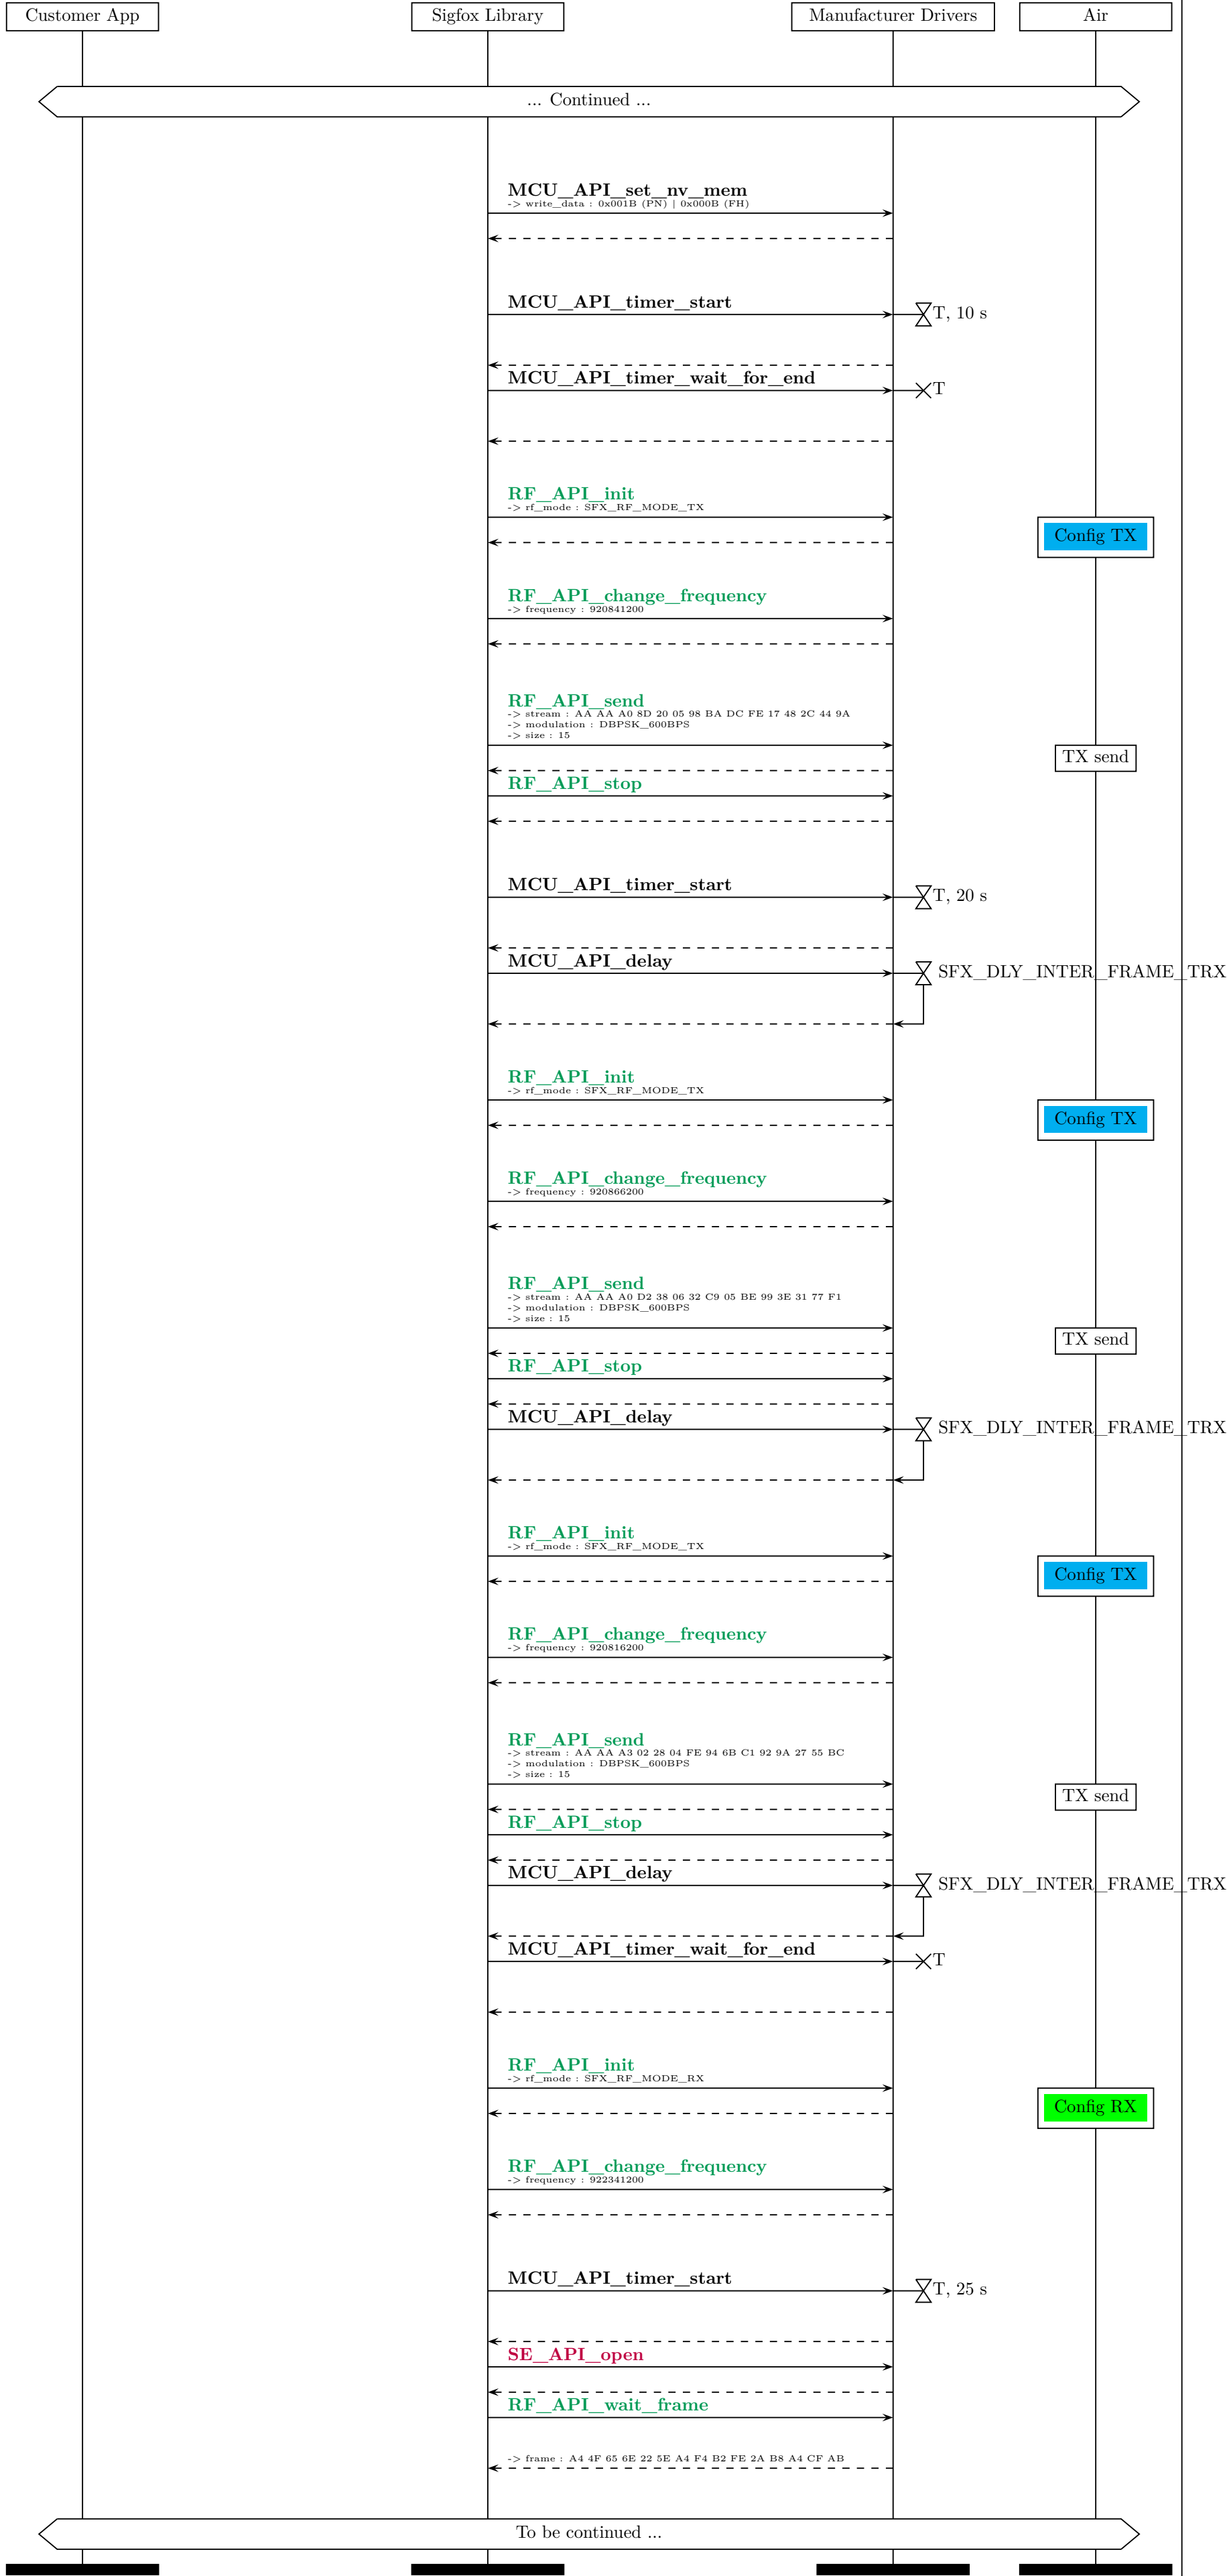 Customer App
Sigfox Library
Manufacturer Drivers
Air
... Continued ...
MCU_API_set_nv_mem
-> write_data : 0x001B (PN) | 0x000B (FH)
MCU_API_timer_start
T, 10 s
MCU_API_timer_wait_for_end
T
RF_API_init
-> rf_mode : SFX_RF_MODE_TX
Config TX
RF_API_change_frequency
-> frequency : 920841200
RF_API_send
-> stream : AA AA A0 8D 20 05 98 BA DC FE 17 48 2C 44 9A
-> modulation : DBPSK_600BPS
-> size : 15
TX send
RF_API_stop
MCU_API_timer_start
T, 20 s
MCU_API_delay
SFX_DLY_INTER_FRAME_TRX
RF_API_init
-> rf_mode : SFX_RF_MODE_TX
Config TX
RF_API_change_frequency
-> frequency : 920866200
RF_API_send
-> stream : AA AA A0 D2 38 06 32 C9 05 BE 99 3E 31 77 F1
-> modulation : DBPSK_600BPS
-> size : 15
TX send
RF_API_stop
MCU_API_delay
SFX_DLY_INTER_FRAME_TRX
RF_API_init
-> rf_mode : SFX_RF_MODE_TX
Config TX
RF_API_change_frequency
-> frequency : 920816200
RF_API_send
-> stream : AA AA A3 02 28 04 FE 94 6B C1 92 9A 27 55 BC
-> modulation : DBPSK_600BPS
-> size : 15
TX send
RF_API_stop
MCU_API_delay
SFX_DLY_INTER_FRAME_TRX
MCU_API_timer_wait_for_end
T
RF_API_init
-> rf_mode : SFX_RF_MODE_RX
Config RX
RF_API_change_frequency
-> frequency : 922341200
MCU_API_timer_start
T, 25 s
SE_API_open
RF_API_wait_frame
-> frame : A4 4F 65 6E 22 5E A4 F4 B2 FE 2A B8 A4 CF AB
To be continued ...